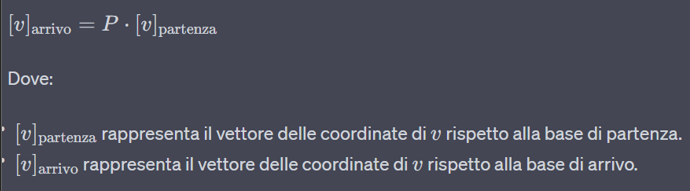 [v]arrivo = P · [v]partenza
Dove:
• [v]partenza rappresenta il vettore delle coordinate di v rispetto alla base di partenza.
• [v]arrivo rappresenta il vettore delle coordinate di v rispetto alla base di arrivo.